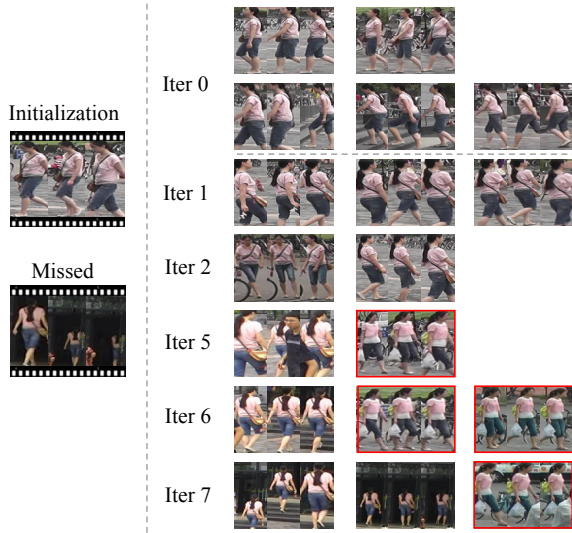 Initialization
Missed
Iter 0
Iter 1
Iter 2
Iter 5
Iter 6
Iter 7